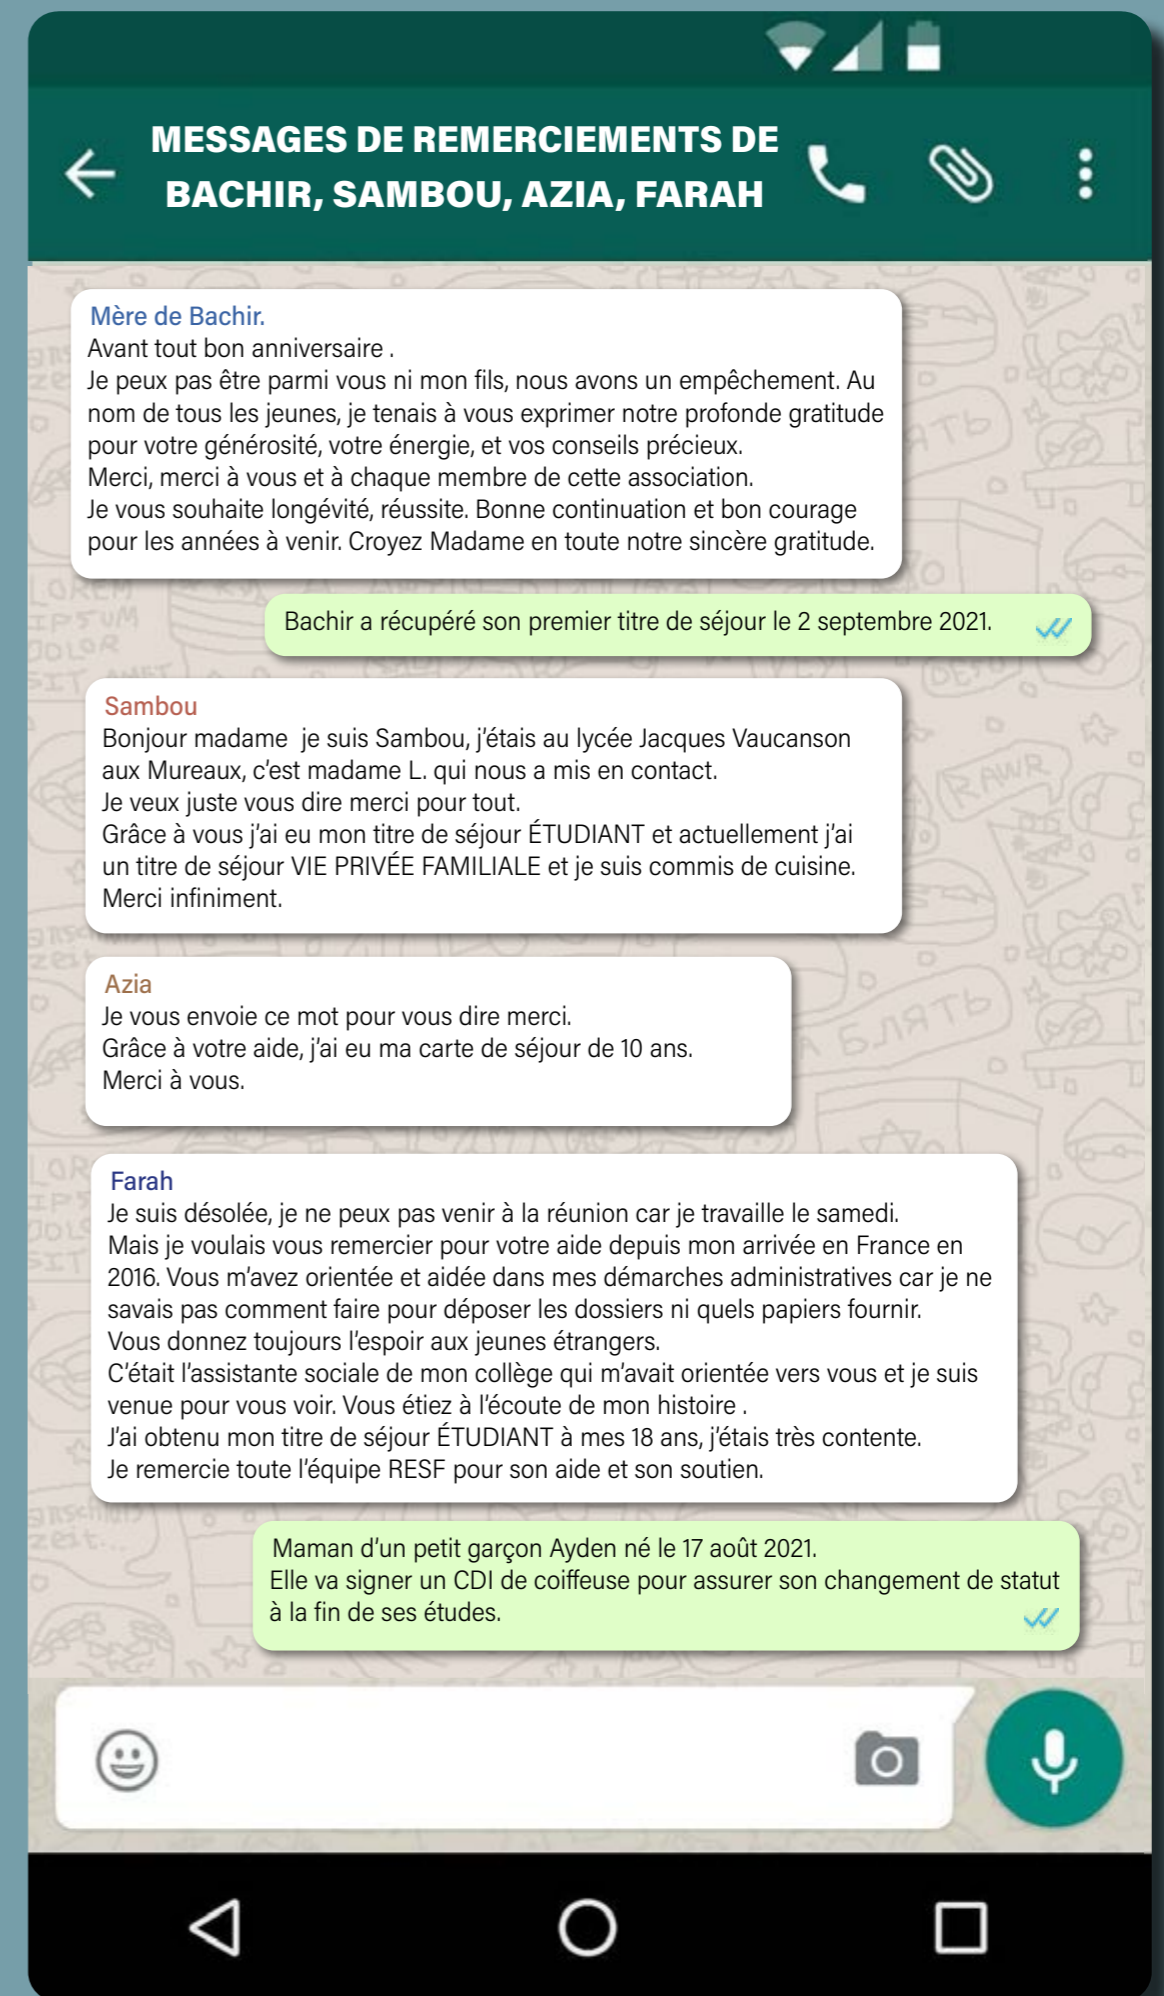 MESSAGES DE REMERCIEMENTS DE
BACHIR, SAMBOU, AZIA, FARAH
Mère de Bachir.
Avant tout bon anniversaire .
Je peux pas être parmi vous ni mon fils, nous avons un empêchement. Au
nom de tous les jeunes, je tenais à vous exprimer notre profonde gratitude
pour votre générosité, votre énergie, et vos conseils précieux.
Merci, merci à vous et à chaque membre de cette association.
Je vous souhaite longévité, réussite. Bonne continuation et bon courage
pour les années à venir. Croyez Madame en toute notre sincère gratitude.
Bachir a récupéré son premier titre de séjour le 2 septembre 2021.
Sambou
Bonjour madame  je suis Sambou, j'étais au lycée Jacques Vaucanson
aux Mureaux, c'est madame L. qui nous a mis en contact.
Je veux juste vous dire merci pour tout.
Grâce à vous j'ai eu mon titre de séjour ÉTUDIANT et actuellement j'ai
un titre de séjour VIE PRIVÉE FAMILIALE et je suis commis de cuisine.
Merci infiniment.
Azia
Je vous envoie ce mot pour vous dire merci.
Grâce à votre aide, j'ai eu ma carte de séjour de 10 ans.
Merci à vous.
Farah
Je suis désolée, je ne peux pas venir à la réunion car je travaille le samedi.
Mais je voulais vous remercier pour votre aide depuis mon arrivée en France en
2016. Vous m'avez orientée et aidée dans mes démarches administratives car je ne
savais pas comment faire pour déposer les dossiers ni quels papiers fournir.
Vous donnez toujours l'espoir aux jeunes étrangers.
C'était l'assistante sociale de mon collège qui m'avait orientée vers vous et je suis
venue pour vous voir. Vous étiez à l'écoute de mon histoire .
J'ai obtenu mon titre de séjour ÉTUDIANT à mes 18 ans, j'étais très contente.
Je remercie toute l'équipe RESF pour son aide et son soutien.
Maman d'un petit garçon Ayden né le 17 août 2021.
Elle va signer un CDI de coiffeuse pour assurer son changement de statut
à la fin de ses études.